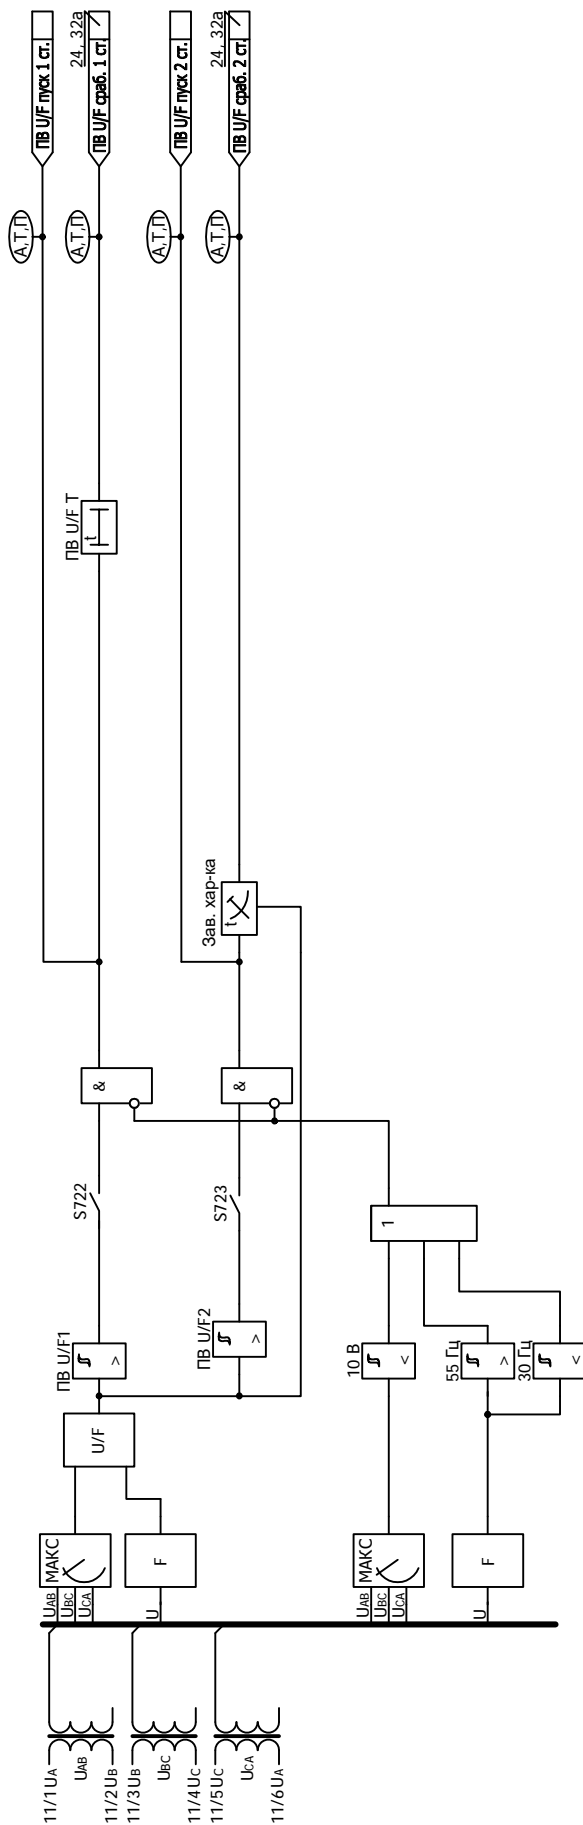 ПВ U/F пуск 1 ст.
24, 32а
ПВ U/F сраб. 1 ст.
ПВ U/F пуск 2 ст.
24, 32а
ПВ U/F сраб. 2 ст.
А,Т,П
А,Т,П
А,Т,П
А,Т,П
ПВ U/F T
t
Зав. хар-ка
t
&
&
S722
S723
1
ПВ U/F1
>
ПВ U/F2
>
10 В
<
55 Гц
>
30 Гц
<
U/F
МАКС
F
МАКС
F
UAB
UBC
UCA
U
UAB
UBC
UCA
U
11/1 UA
UAB
11/2 UB
11/3 UB
UBC
11/4 UC
11/5 UC
UCA
11/6 UA